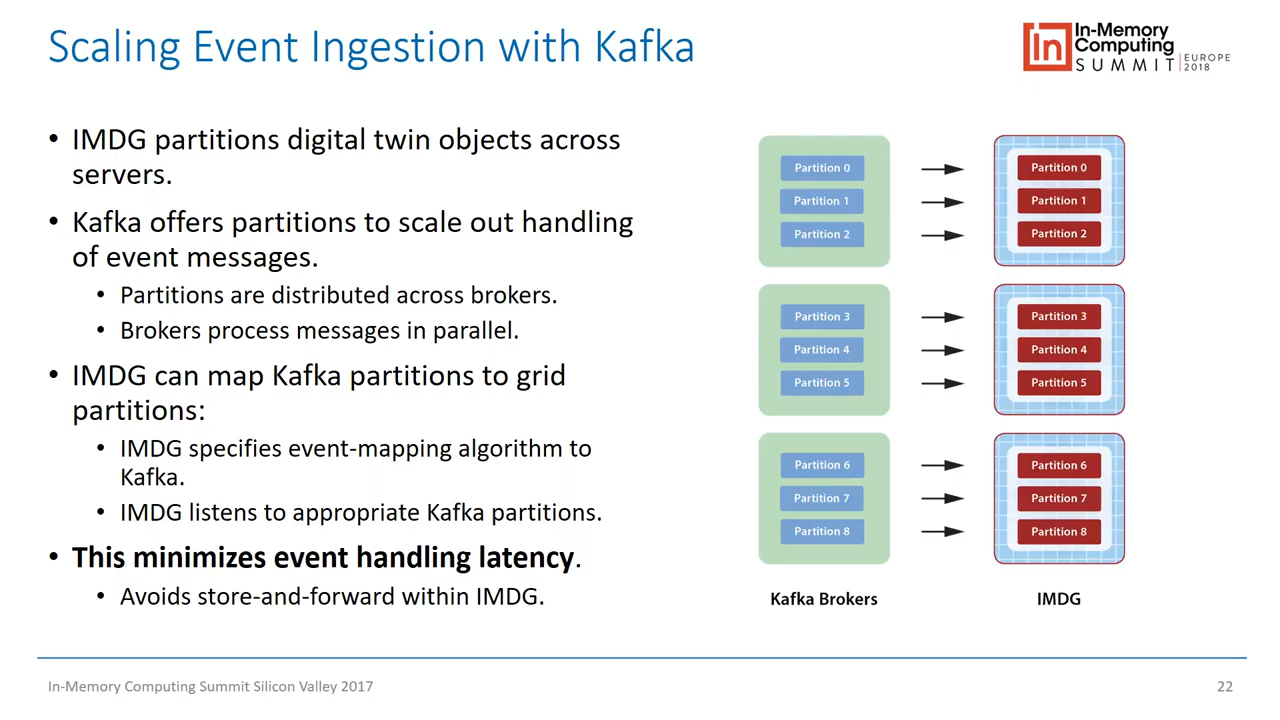 Scaling Event Ingestion with Kafka
In-Memory
Computing
SUMMIT
EUROPE
2018
• IMDG partitions digital twin objects across
servers.
• Kafka offers partitions to scale out handling
of event messages.
• Partitions are distributed across brokers.
• Brokers process messages in parallel.
• IMDG can map Kafka partitions to grid
partitions:
• IMDG specifies event-mapping algorithm to
Kafka.
• IMDG listens to appropriate Kafka partitions.
• This minimizes event handling latency.
• Avoids store-and-forward within IMDG.
Partition 0
Partition 1
Partition 2
Partition 3
Partition 4
Partition 5
Partition 6
Partition 7
Partition 8
Kafka Brokers
Partition 0
Partition 1
Partition 2
Partition 3
Partition 4
Partition 5
Partition 6
Partition 7
Partition 8
IMDG
In-Memory Computing Summit Silicon Valley 2017
22